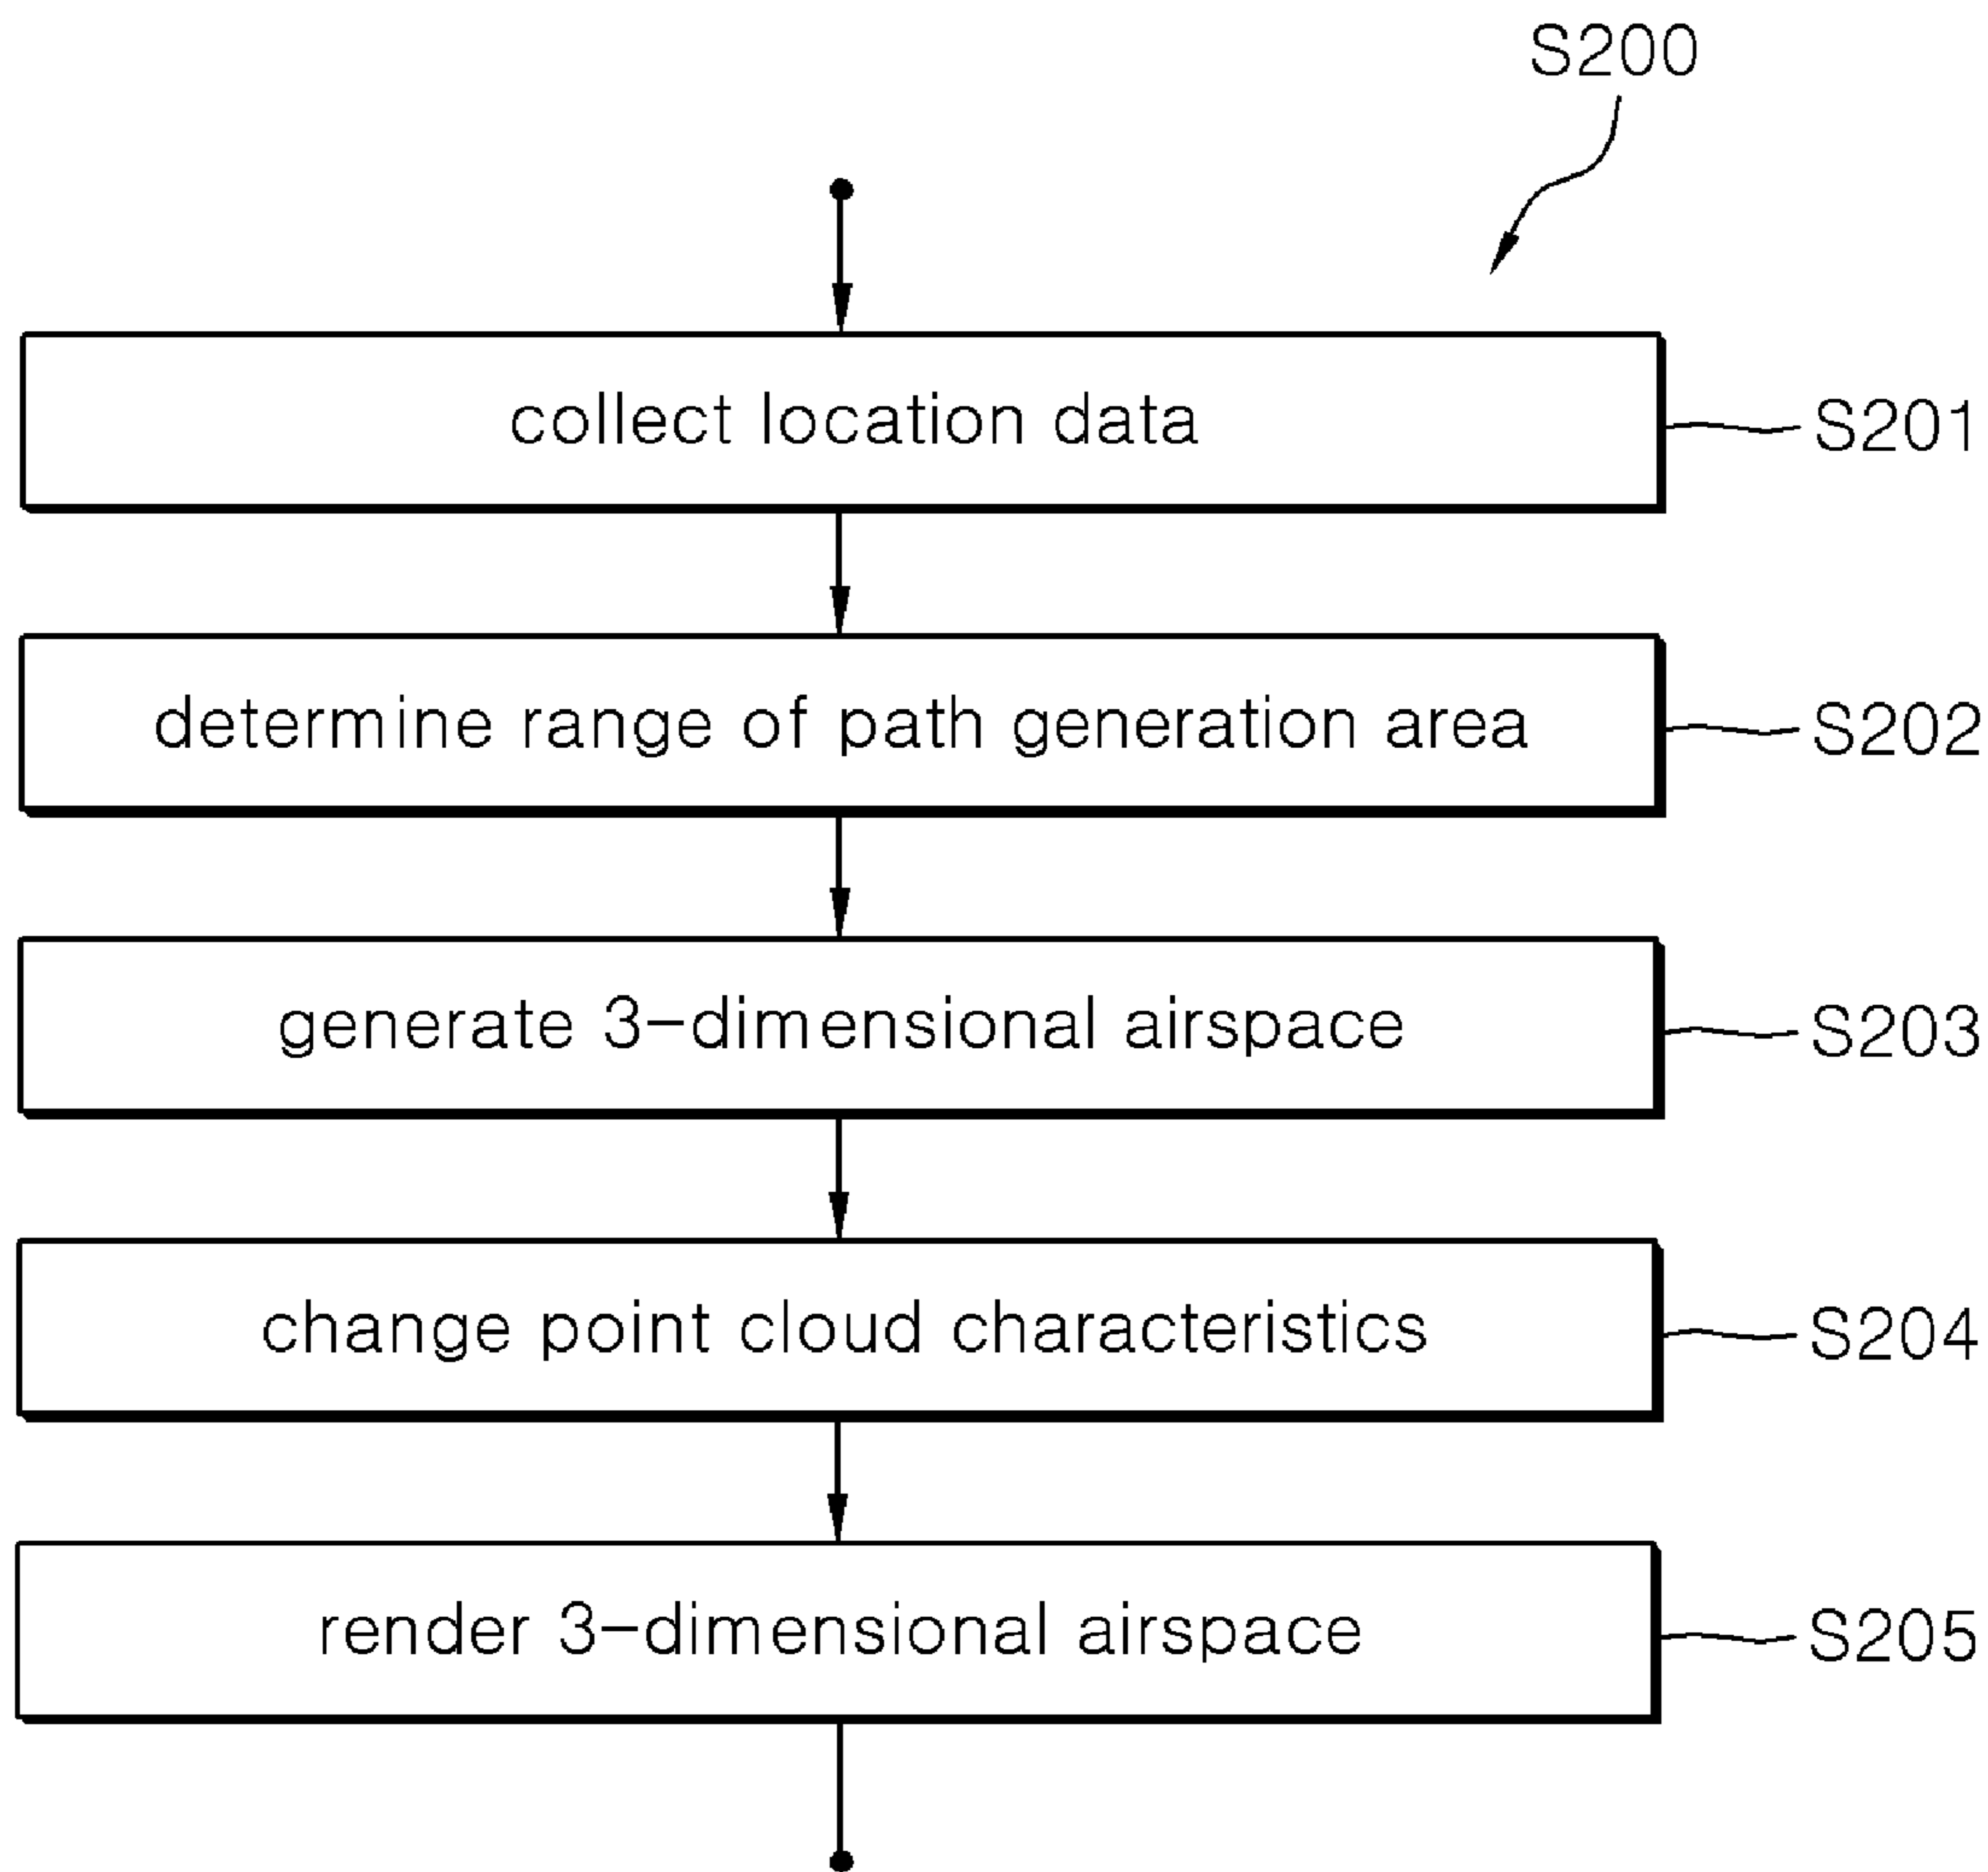 S200
collect location data
S201
determine range of path generation area
S202
generate 3-dimensional airspace
S203
change point cloud characteristics
S204
render 3-dimensional airspace
S205